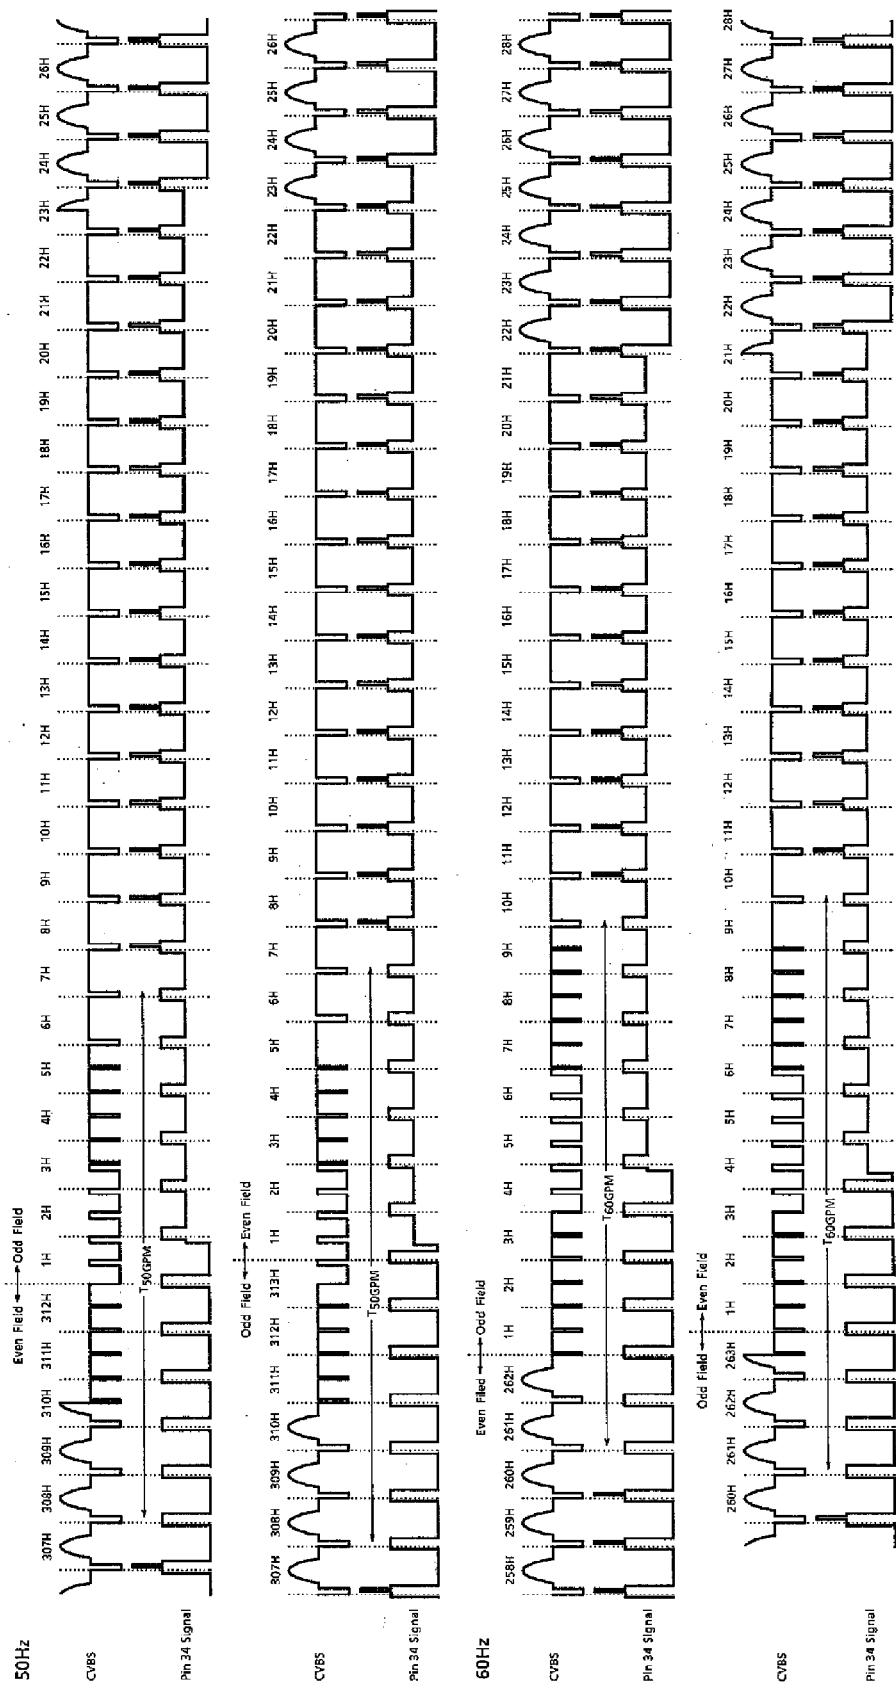 50Hz
Even Field Odd Field
307H 308H 309H 310H 311H 312H 1H 2H 3H 4H 5H 6H 7H 8H 9H 10H 11H 12H 13H 14H 15H 16H 17H 18H 19H 20H 21H 22H 23H 24H 25H 26H
CVBS
T50GPM
Pin 34 Signal
Odd Field Even Field
307H 308H 309H 310H 311H 312H 313H 1H 2H 3H 4H 5H 6H 7H 8H 9H 10H 11H 12H 13H 14H 15H 16H 17H 18H 19H 20H 21H 22H 23H 24H 25H 26H
CVBS
T50GPM
Pin 34 Signal
60Hz
Even Filed Odd Field
258H 259H 260H 261H 262H 1H 2H 3H 4H 5H 6H 7H 8H 9H 10H 11H 12H 13H 14H 15H 16H 17H 18H 19H 20H 21H 22H 23H 24H 25H 26H 27H 28H
CVBS
T60GPM
Pin 34 Signal
Odd Field Even Field
260H 261H 262H 263H 1H 2H 3H 4H 5H 6H 7H 8H 9H 10H 11H 12H 13H 14H 15H 16H 17H 18H 19H 20H 21H 22H 23H 24H 25H 26H 27H 28H
CVBS
T60GPM
Pin 34 Signal